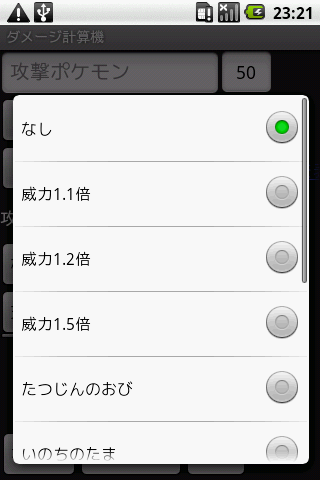 23:21
ダメージ計算機
攻撃ポケモン 50
なし
威力1.1倍
威力1.2倍
威力1.5倍
たつじんのおび
いのちのたま